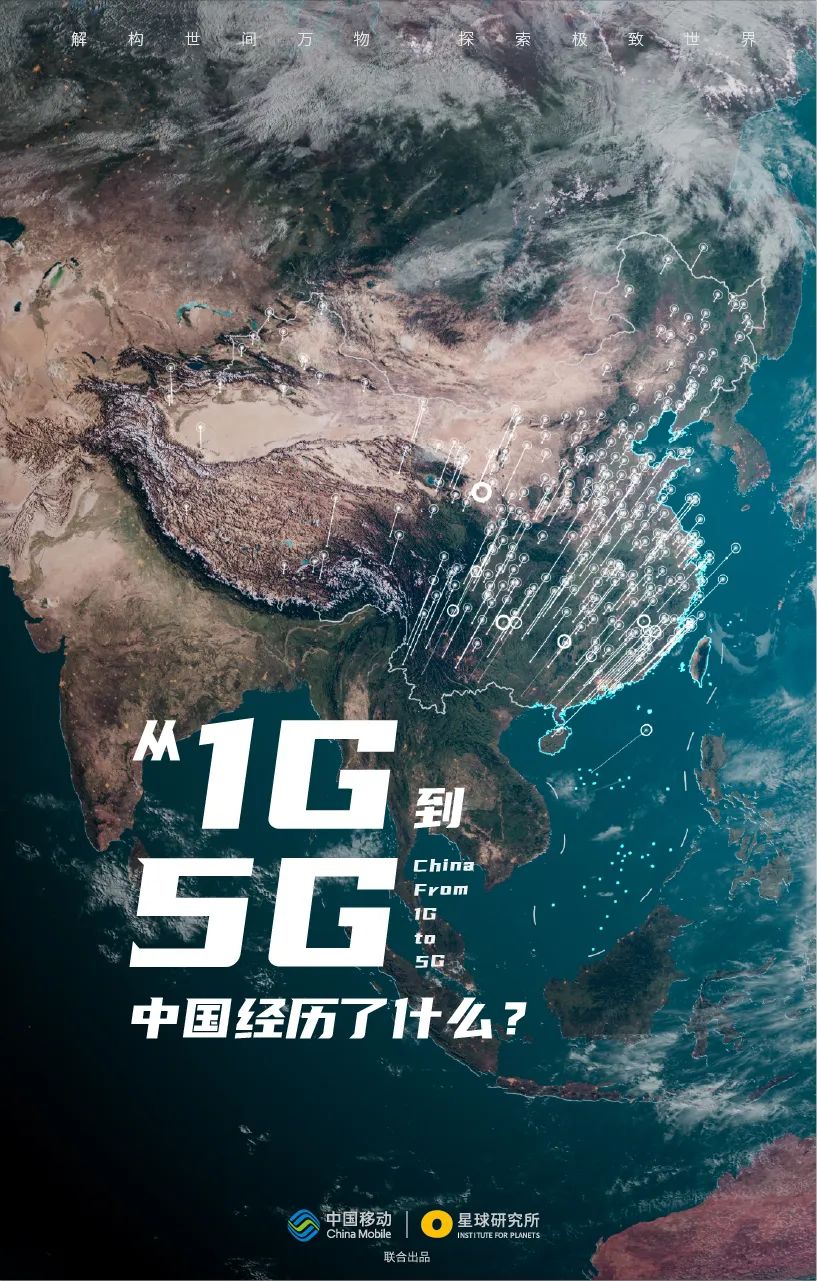 解构世间万物 探索极致世界
从1G到
5G
China
From
1G
to
5G
中国经历了什么？
中国移动
China Mobile
星球研究所
INSTITUTE FOR PLANETS
联合出品